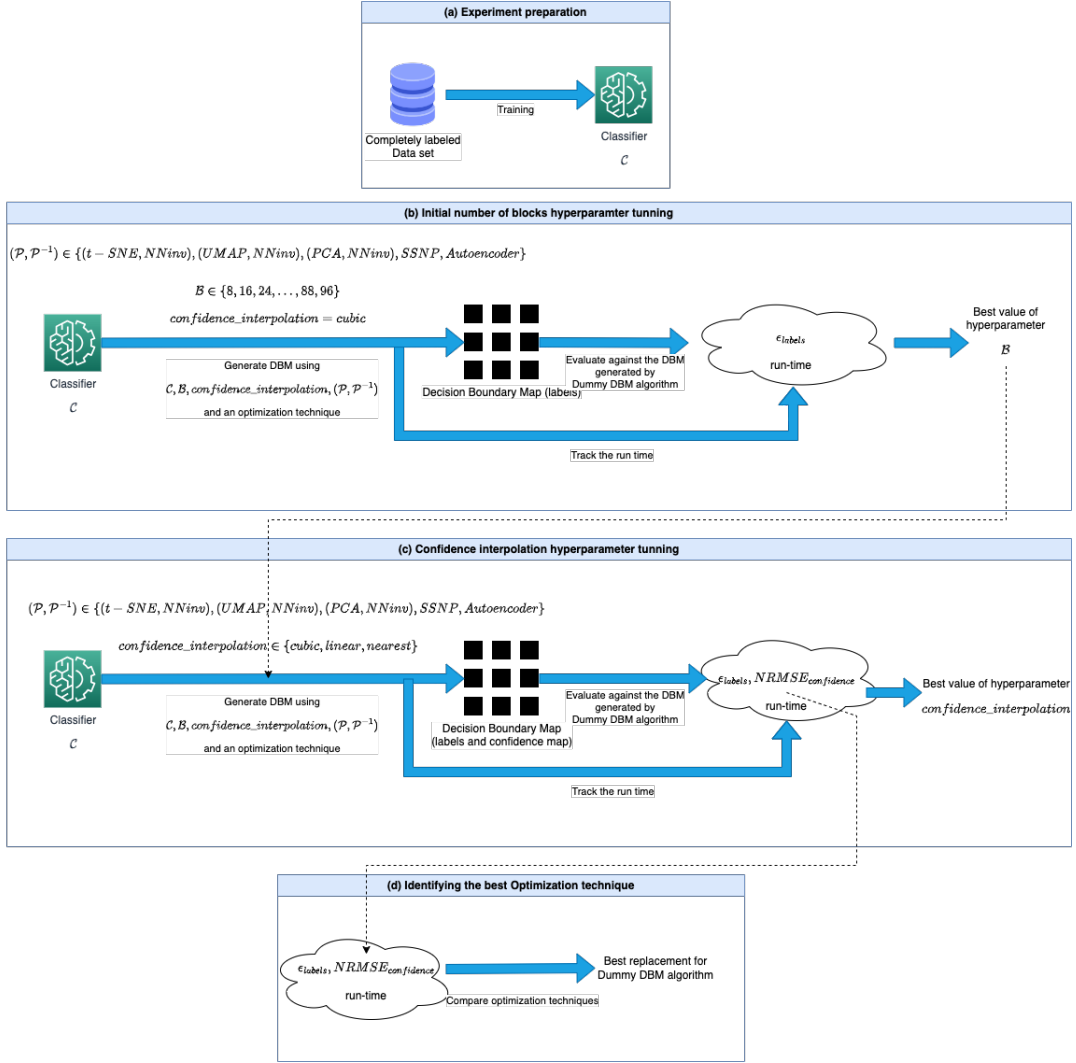 (a) Experiment preparation
Training
Completely labeled
Data set
Classifier
𝒞
(b) Initial number of blocks hyperparamter tunning
(𝒫, 𝒫⁻¹) ∈ {(t − SNE, NNinv), (UMAP, NNinv), (PCA, NNinv), SSNP, Autoencoder}
ℬ ∈ {8, 16, 24, . . . , 88, 96}
confidence_interpolation = cubic
Classifier
𝒞
Generate DBM using
𝒞, ℬ, confidence_interpolation, (𝒫, 𝒫⁻¹)
and an optimization technique
Decision Boundary Map (labels)
Evaluate against the DBM
generated by
Dummy DBM algorithm
ϵ_labels
run-time
Best value of
hyperparameter
ℬ
Track the run time
(c) Confidence interpolation hyperparameter tunning
(𝒫, 𝒫⁻¹) ∈ {(t − SNE, NNinv), (UMAP, NNinv), (PCA, NNinv), SSNP, Autoencoder}
confidence_interpolation ∈ {cubic, linear, nearest}
Classifier
𝒞
Generate DBM using
𝒞, ℬ, confidence_interpolation, (𝒫, 𝒫⁻¹)
and an optimization technique
Decision Boundary Map
(labels and confidence map)
Evaluate against the DBM
generated by
Dummy DBM algorithm
ϵ_labels, NRMSE_confidence
run-time
Best value of hyperparameter
confidence_interpolation
Track the run time
(d) Identifying the best Optimization technique
ϵ_labels, NRMSE_confidence
run-time
Compare optimization techniques
Best replacement for
Dummy DBM algorithm